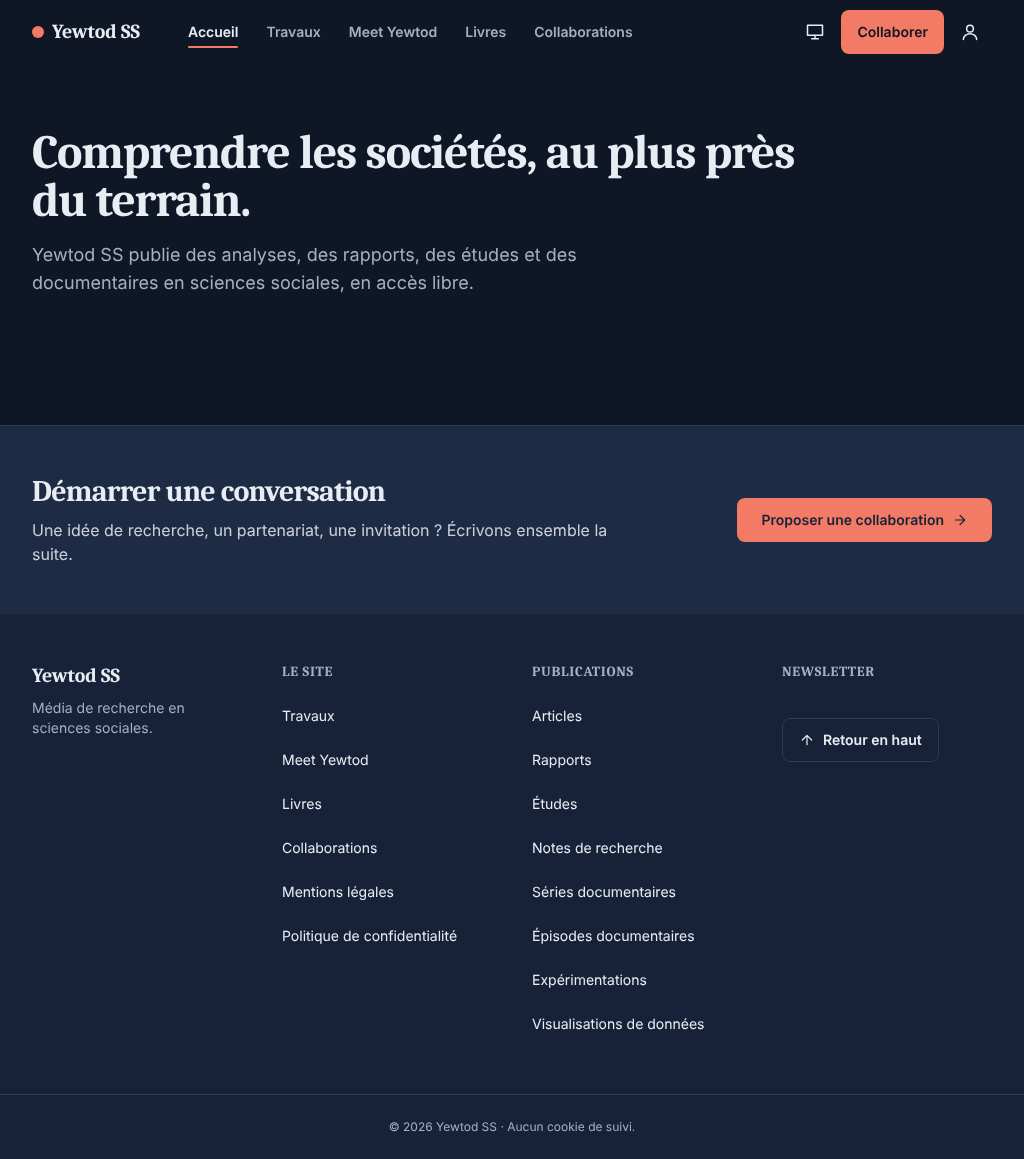 Yewtod SS
Accueil
Travaux
Meet Yewtod
Livres
Collaborations
Collaborer
Comprendre les sociétés, au plus près
du terrain.
Yewtod SS publie des analyses, des rapports, des études et des
documentaires en sciences sociales, en accès libre.
Démarrer une conversation
Une idée de recherche, un partenariat, une invitation ? Écrivons ensemble la
suite.
Proposer une collaboration
Yewtod SS
Média de recherche en
sciences sociales.
LE SITE
Travaux
Meet Yewtod
Livres
Collaborations
Mentions légales
Politique de confidentialité
PUBLICATIONS
Articles
Rapports
Études
Notes de recherche
Séries documentaires
Épisodes documentaires
Expérimentations
Visualisations de données
NEWSLETTER
Retour en haut
© 2026 Yewtod SS · Aucun cookie de suivi.